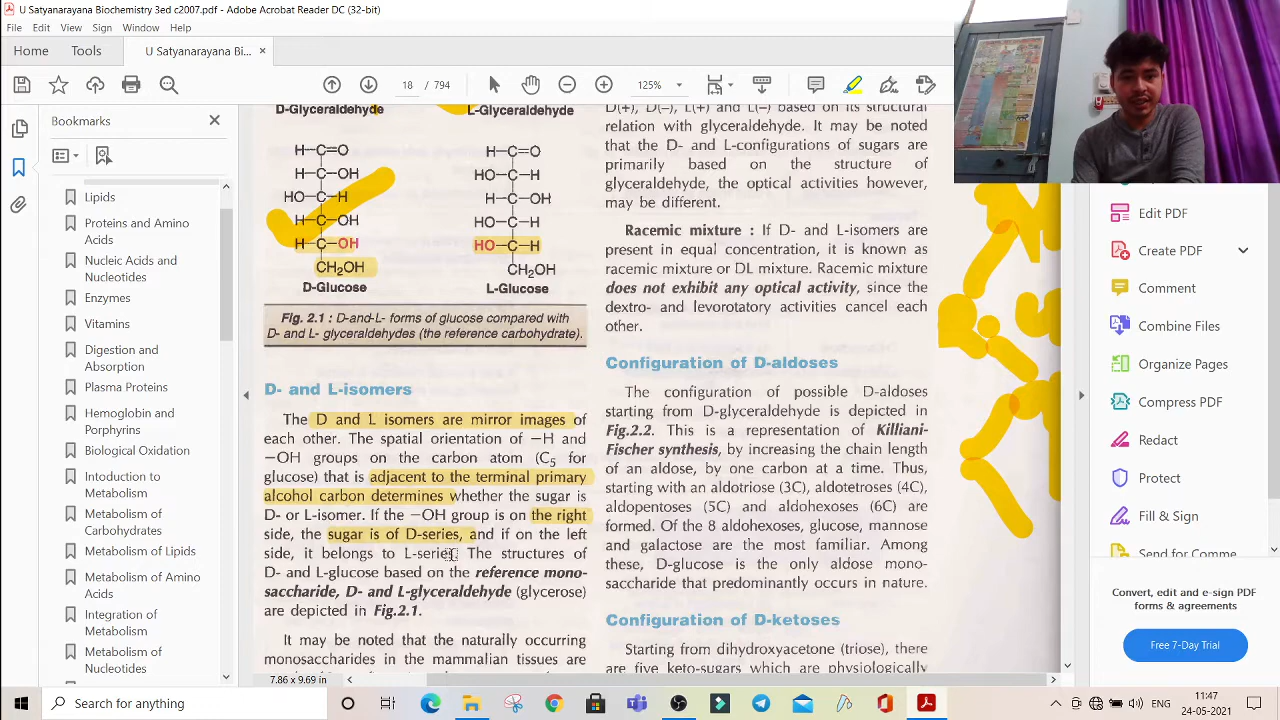 U Satyanarayana Biochemistry 3ed c2007.pdf - Adobe Acrobat Reader DC (32-bit)
File Edit View Sign Window Help
Home Tools U Satyanarayana Bi... ×
18 / 794 125%
Bookmarks
Lipids
Proteins and Amino
Acids
Nucleic Acids and
Nucleotides
Enzymes
Vitamins
Digestion and
Absorption
Plasma Proteins
Hemoglobin and
Porphyrins
Biological Oxidation
Intoduction to
Metabolism
Metabolism of
Carbohydrates
Metabolism of Lipids
Metabolism of Amino
Acids
Integration of
Metabolism
Metabolism of
Nucleotides
D-Glyceraldehyde L-Glyceraldehyde
H—C=O H—C=O
H—C—OH HO—C—H
HO—C—H H—C—OH
H—C—OH HO—C—H
H—C—OH HO—C—H
CH₂OH CH₂OH
D-Glucose L-Glucose
Fig. 2.1 : D-and-L- forms of glucose compared with
D- and L- glyceraldehydes (the reference carbohydrate).
D- and L-isomers
The D and L isomers are mirror images of
each other. The spatial orientation of −H and
−OH groups on the carbon atom (C₅ for
glucose) that is adjacent to the terminal primary
alcohol carbon determines whether the sugar is
D- or L-isomer. If the −OH group is on the right
side, the sugar is of D-series, and if on the left
side, it belongs to L-series. The structures of
D- and L-glucose based on the reference mono-
saccharide, D- and L-glyceraldehyde (glycerose)
are depicted in Fig.2.1.
It may be noted that the naturally occurring
monosaccharides in the mammalian tissues are
D(+), D(−), L(+) and L(−) based on its structural
relation with glyceraldehyde. It may be noted
that the D- and L-configurations of sugars are
primarily based on the structure of
glyceraldehyde, the optical activities however,
may be different.
Racemic mixture : If D- and L-isomers are
present in equal concentration, it is known as
racemic mixture or DL mixture. Racemic mixture
does not exhibit any optical activity, since the
dextro- and levorotatory activities cancel each
other.
Configuration of D-aldoses
The configuration of possible D-aldoses
starting from D-glyceraldehyde is depicted in
Fig.2.2. This is a representation of Killiani-
Fischer synthesis, by increasing the chain length
of an aldose, by one carbon at a time. Thus,
starting with an aldotriose (3C), aldotetroses (4C),
aldopentoses (5C) and aldohexoses (6C) are
formed. Of the 8 aldohexoses, glucose, mannose
and galactose are the most familiar. Among
these, D-glucose is the only aldose mono-
saccharide that predominantly occurs in nature.
Configuration of D-ketoses
Starting from dihydroxyacetone (triose), there
are five keto-sugars which are physiologically
7.86 x 9.69 in
Edit PDF
Create PDF
Comment
Combine Files
Organize Pages
Compress PDF
Redact
Protect
Fill & Sign
Send for Comme
Convert, edit and e-sign PDF
forms & agreements
Free 7-Day Trial
Search for anything
ENG
11:47
24-05-2021